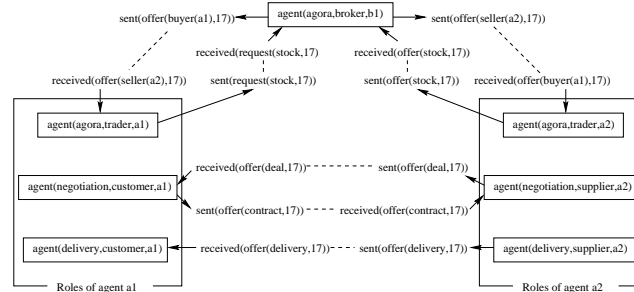 sent(offer(buyer(a1),17))
agent(agora,broker,b1)
sent(offer(seller(a2),17))
received(request(stock,17))
received(offer(stock,17))
received(offer(seller(a2),17))
sent(request(stock,17))
sent(offer(stock,17))
received(offer(buyer(a1),17))
agent(agora,trader,a1)
agent(agora,trader,a2)
received(offer(deal,17))
sent(offer(deal,17))
agent(negotiation,customer,a1)
agent(negotiation,supplier,a2)
sent(offer(contract,17))
received(offer(contract,17))
agent(delivery,customer,a1)
received(offer(delivery,17))
sent(offer(delivery,17))
agent(delivery,supplier,a2)
Roles of agent a1
Roles of agent a2